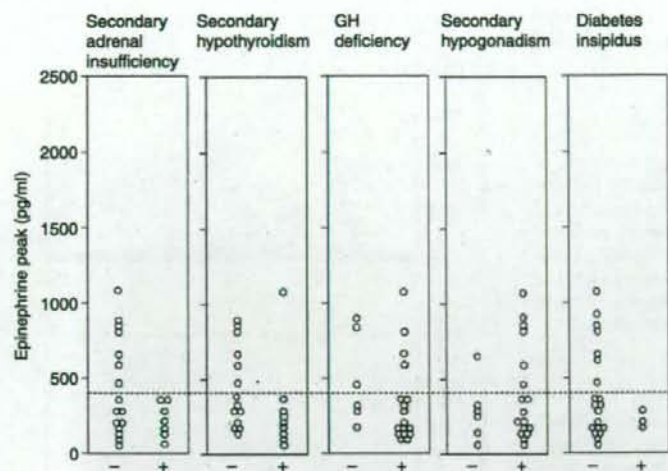 Secondary
adrenal
insufficiency
Secondary
hypothyroidism
GH
deficiency
Secondary
hypogonadism
Diabetes
insipidus
Epinephrine peak (pg/ml)
2500
2000
1500
1000
500
0
− + − + − + − + − +